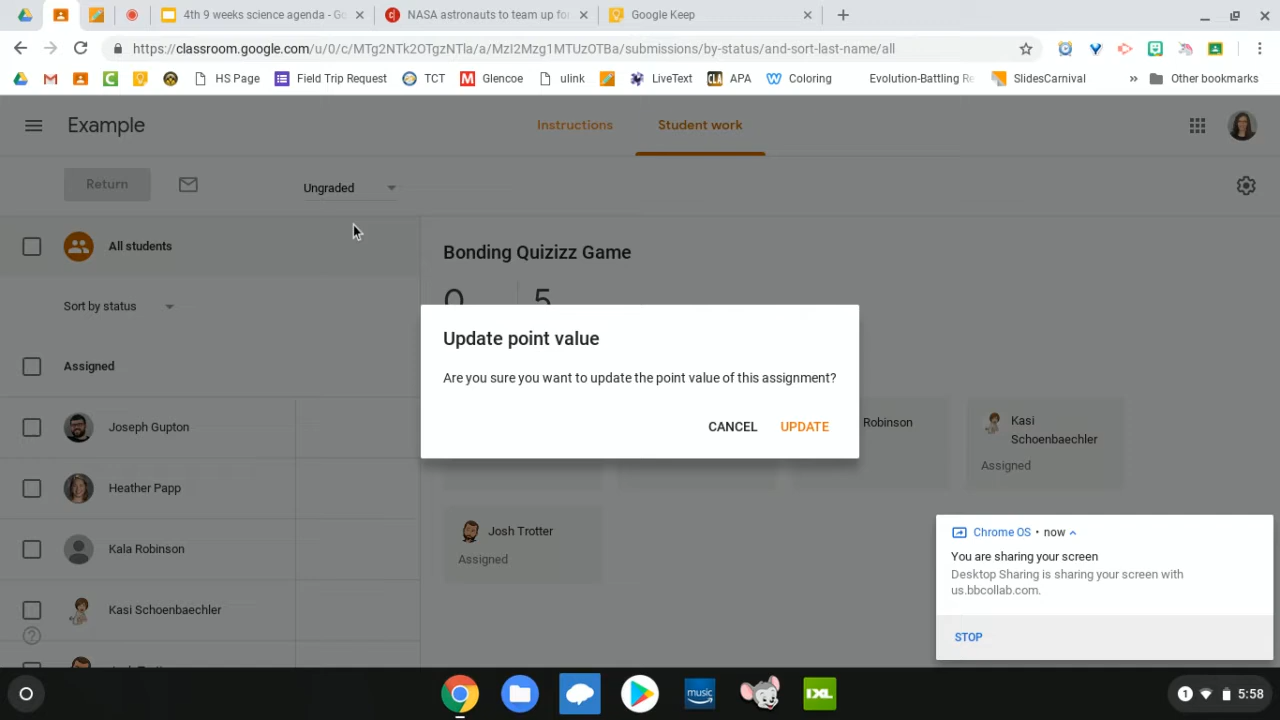 4th 9 weeks science agenda - Go
NASA astronauts to team up for
Google Keep
https://classroom.google.com/u/0/c/MTg2NTk2OTgzNTla/a/MzI2Mzg1MTUzOTBa/submissions/by-status/and-sort-last-name/all
HS Page
Field Trip Request
TCT
Glencoe
ulink
LiveText
CLA
APA
Coloring
Evolution-Battling Re
SlidesCarnival
»
Other bookmarks
Example
Instructions
Student work
Return
Ungraded
All students
Bonding Quizizz Game
0
5
Sort by status
Update point value
Assigned
Are you sure you want to update the point value of this assignment?
CANCEL
UPDATE
Joseph Gupton
Robinson
Kasi
Schoenbaechler
Assigned
Heather Papp
Josh Trotter
Assigned
Kala Robinson
Kasi Schoenbaechler
Chrome OS • now
You are sharing your screen
Desktop Sharing is sharing your screen with
us.bbcollab.com.
STOP
music
IXL
1
5:58